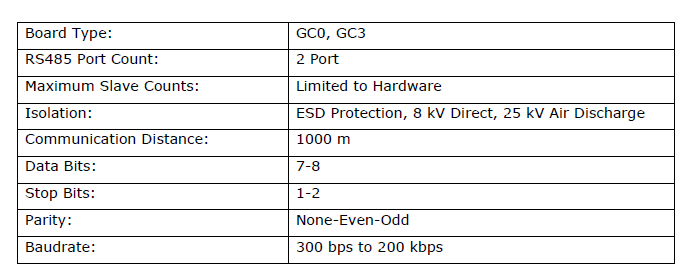 Board Type: GC0, GC3
RS485 Port Count: 2 Port
Maximum Slave Counts: Limited to Hardware
Isolation: ESD Protection, 8 kV Direct, 25 kV Air Discharge
Communication Distance: 1000 m
Data Bits: 7-8
Stop Bits: 1-2
Parity: None-Even-Odd
Baudrate: 300 bps to 200 kbps